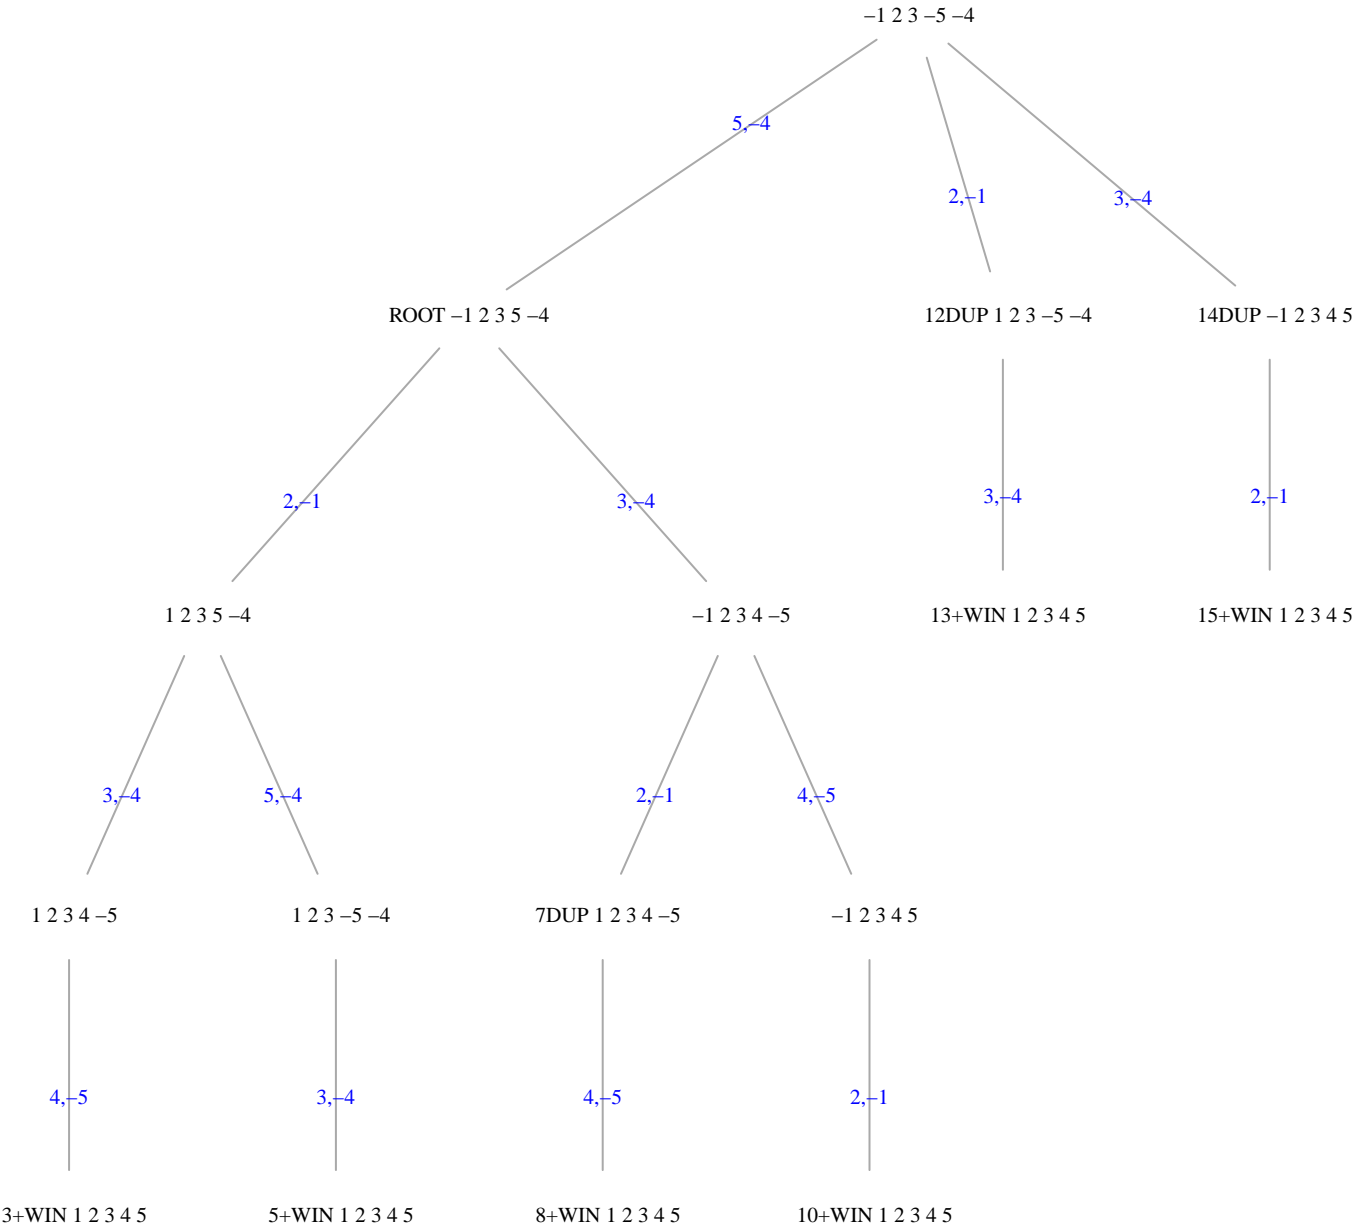 –1 2 3 –5 –4
5,–4
2,–1
3,–4
ROOT –1 2 3 5 –4
12DUP 1 2 3 –5 –4
14DUP –1 2 3 4 5
2,–1
3,–4
3,–4
2,–1
1 2 3 5 –4
–1 2 3 4 –5
13+WIN 1 2 3 4 5
15+WIN 1 2 3 4 5
3,–4
5,–4
2,–1
4,–5
1 2 3 4 –5
1 2 3 –5 –4
7DUP 1 2 3 4 –5
–1 2 3 4 5
4,–5
3,–4
4,–5
2,–1
3+WIN 1 2 3 4 5
5+WIN 1 2 3 4 5
8+WIN 1 2 3 4 5
10+WIN 1 2 3 4 5